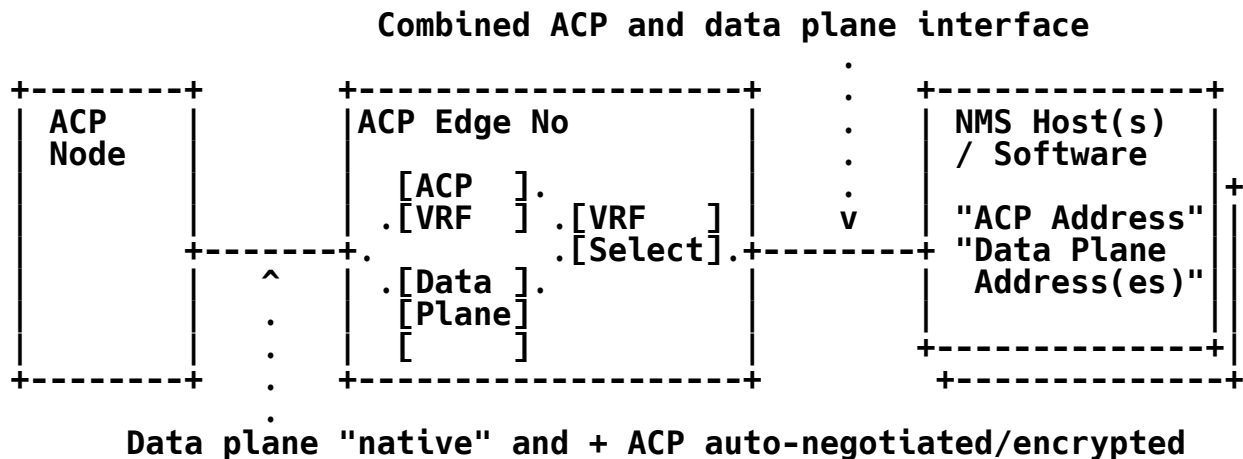 Combined ACP and data plane interface
ACP
Node
ACP Edge No
[ACP ]
[VRF ]
[VRF ]
[Select]
[Data ]
[Plane]
[ ]
NMS Host(s)
/ Software
"ACP Address"
"Data Plane
Address(es)"
Data plane "native" and + ACP auto-negotiated/encrypted